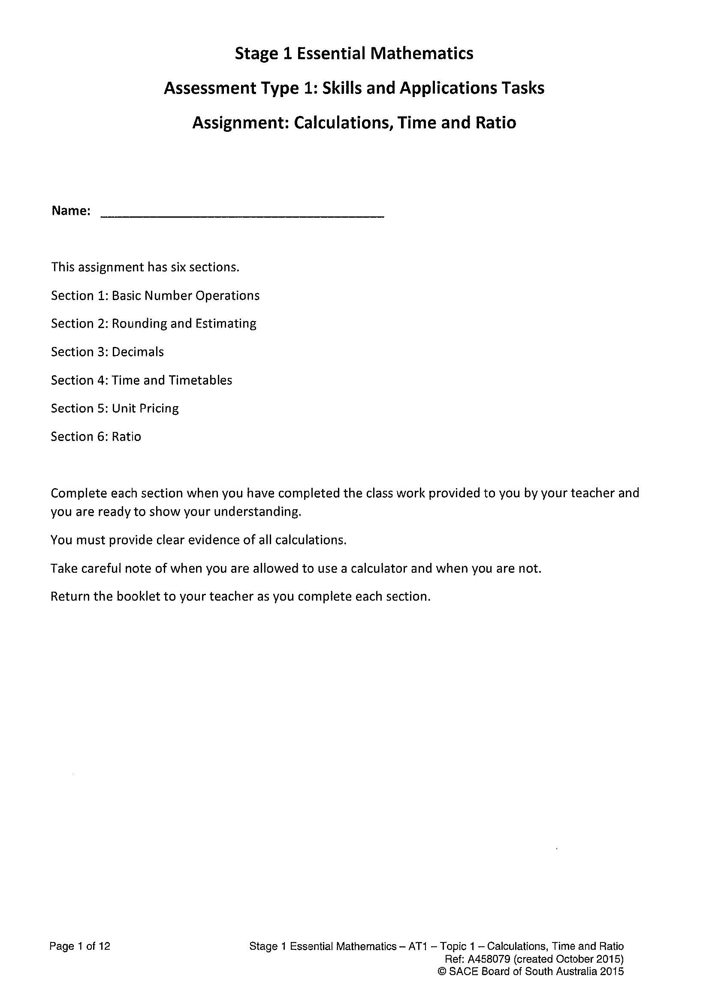 Stage 1 Essential Mathematics
Assessment Type 1: Skills and Applications Tasks
Assignment: Calculations, Time and Ratio
Name:
This assignment has six sections.
Section 1: Basic Number Operations
Section 2: Rounding and Estimating
Section 3: Decimals
Section 4: Time and Timetables
Section 5: Unit Pricing
Section 6: Ratio
Complete each section when you have completed the class work provided to you by your teacher and
you are ready to show your understanding.
You must provide clear evidence of all calculations.
Take careful note of when you are allowed to use a calculator and when you are not.
Return the booklet to your teacher as you complete each section.
Page 1 of 12
Stage 1 Essential Mathematics – AT1 – Topic 1 – Calculations, Time and Ratio
Ref: A458079 (created October 2015)
© SACE Board of South Australia 2015